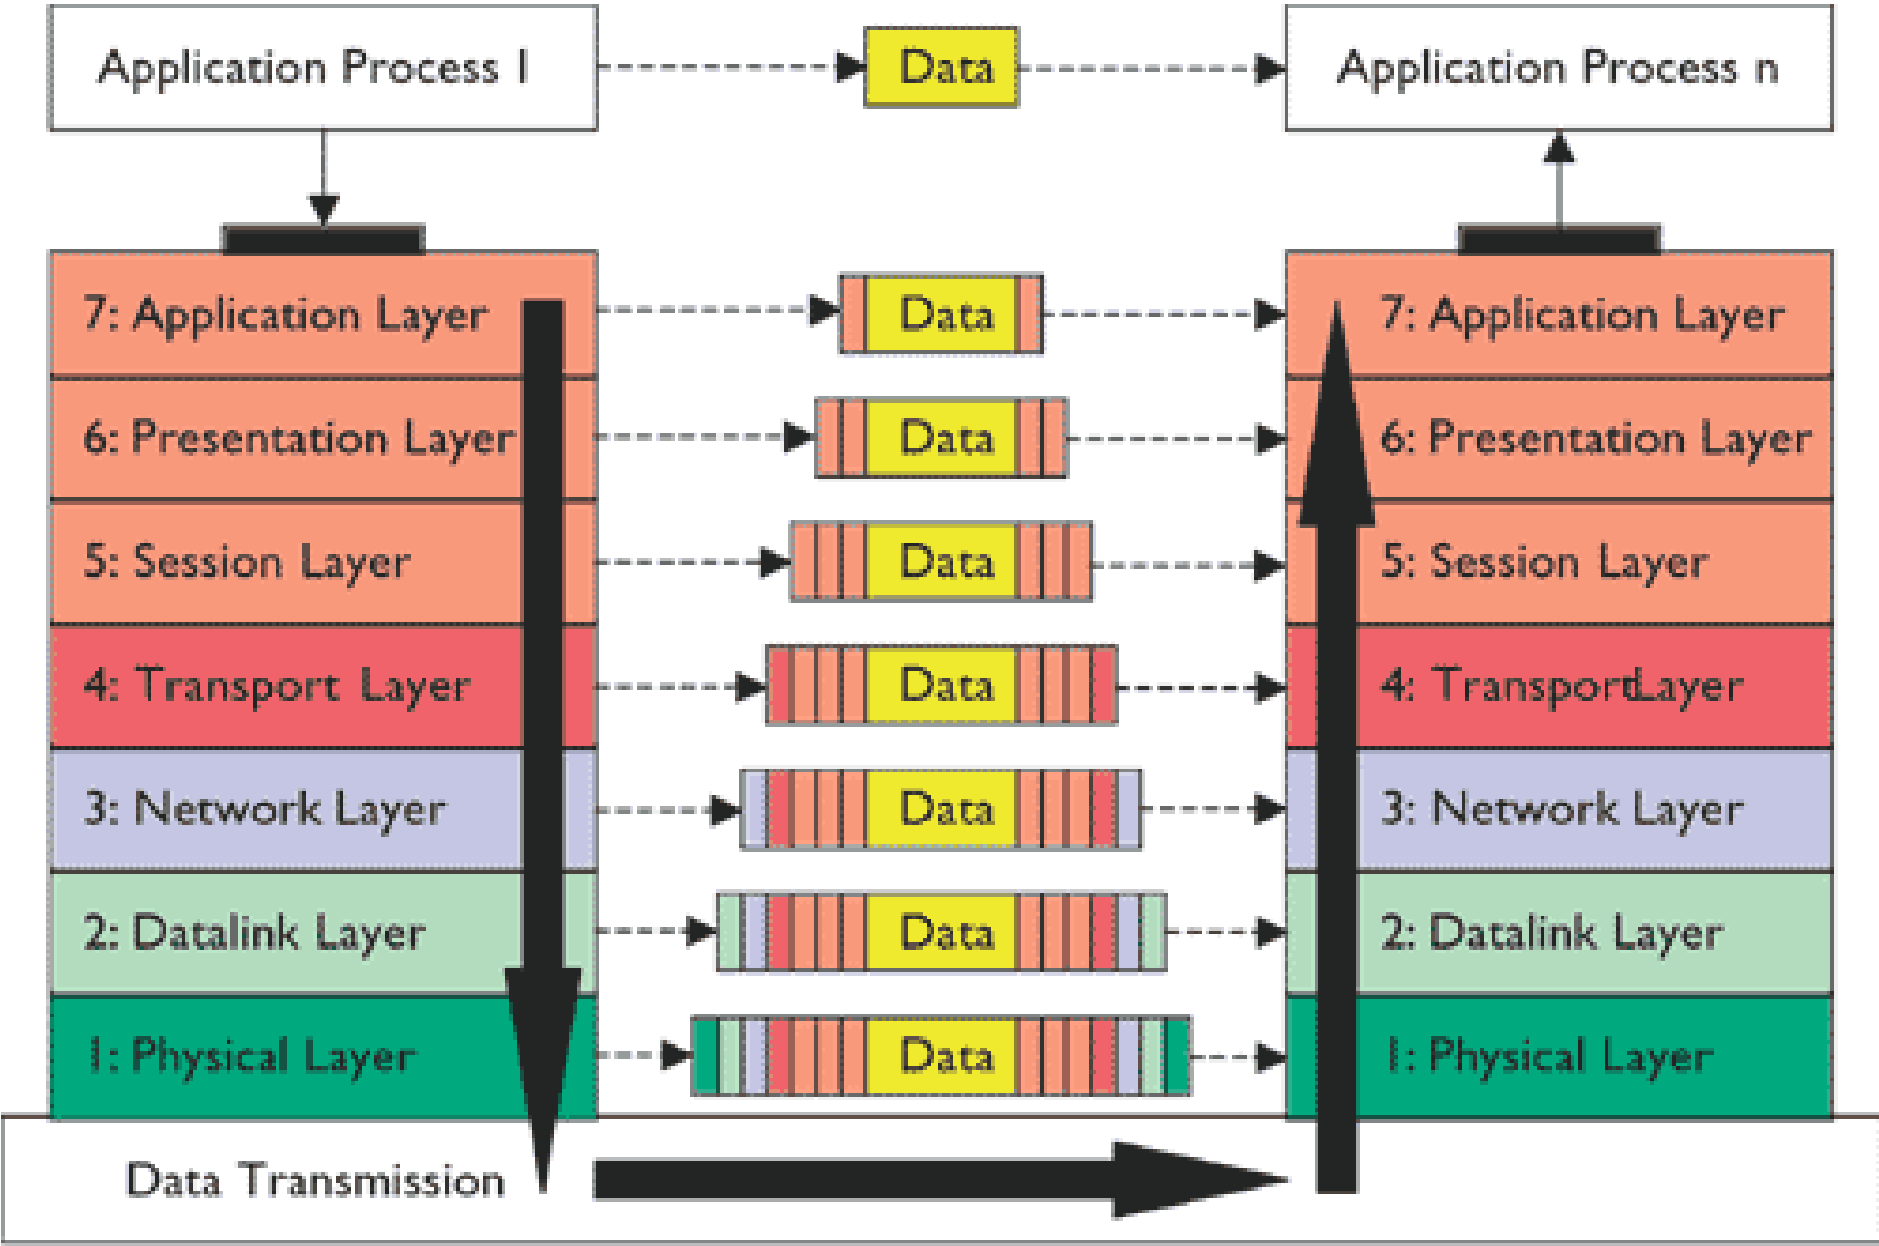 Application Process 1
Data
Application Process n
7: Application Layer
Data
7: Application Layer
6: Presentation Layer
Data
6: Presentation Layer
5: Session Layer
Data
5: Session Layer
4: Transport Layer
Data
4: TransportLayer
3: Network Layer
Data
3: Network Layer
2: Datalink Layer
Data
2: Datalink Layer
1: Physical Layer
Data
1: Physical Layer
Data Transmission